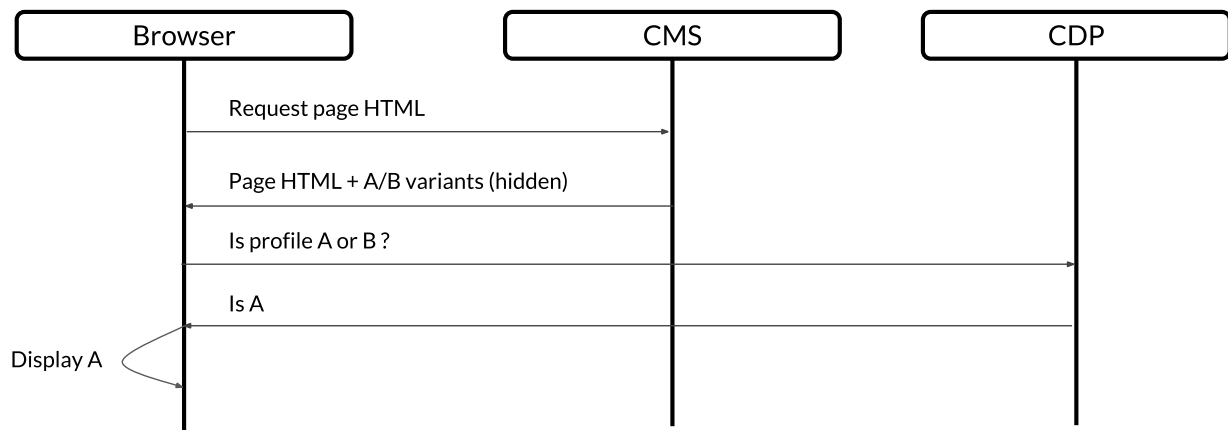 Browser
CMS
CDP
Request page HTML
Page HTML + A/B variants (hidden)
Is profile A or B ?
Is A
Display A